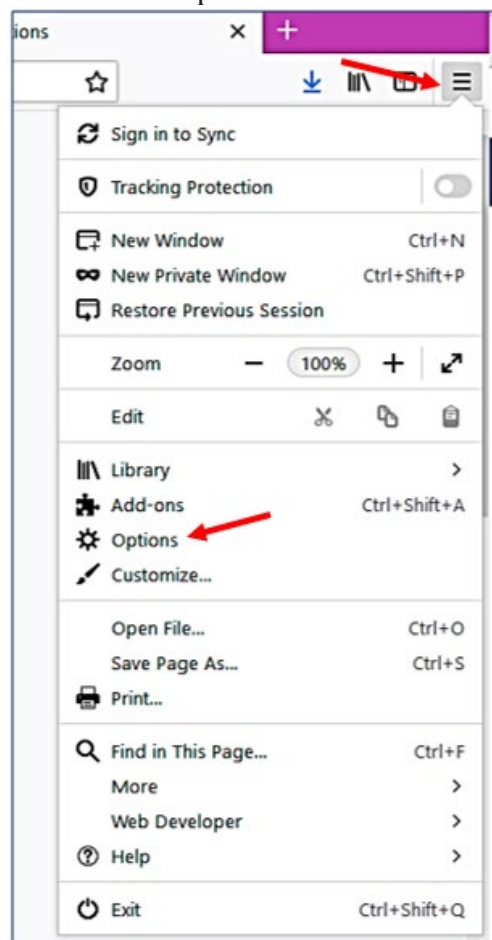 ions
Sign in to Sync
Tracking Protection
New Window Ctrl+N
New Private Window Ctrl+Shift+P
Restore Previous Session
Zoom − 100% +
Edit
Library >
Add-ons Ctrl+Shift+A
Options
Customize...
Open File... Ctrl+O
Save Page As... Ctrl+S
Print...
Find in This Page... Ctrl+F
More >
Web Developer >
Help >
Exit Ctrl+Shift+Q